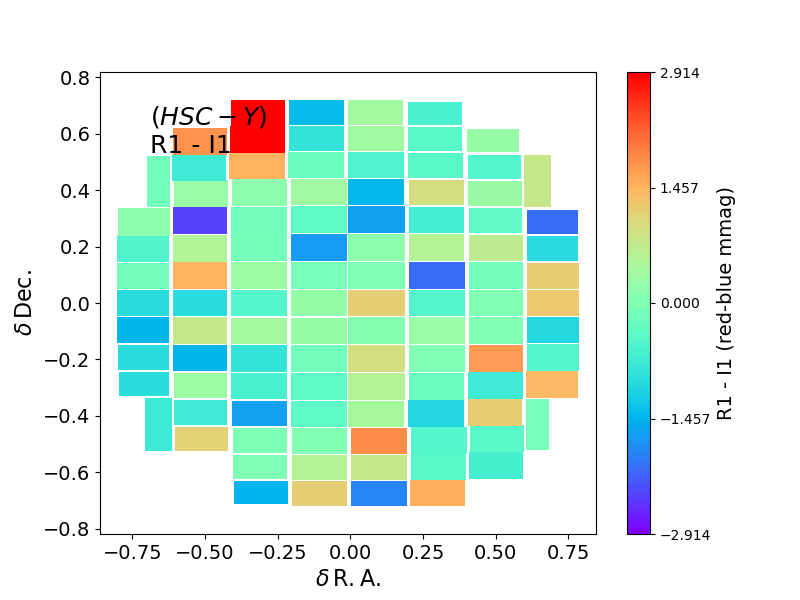 (HSC − Y)
R1 - I1
0.8
0.6
0.4
0.2
0.0
−0.2
−0.4
−0.6
−0.8
δ Dec.
−0.75 −0.50 −0.25 0.00 0.25 0.50 0.75
δ R. A.
2.914
1.457
0.000
−1.457
−2.914
R1 - I1 (red-blue mmag)